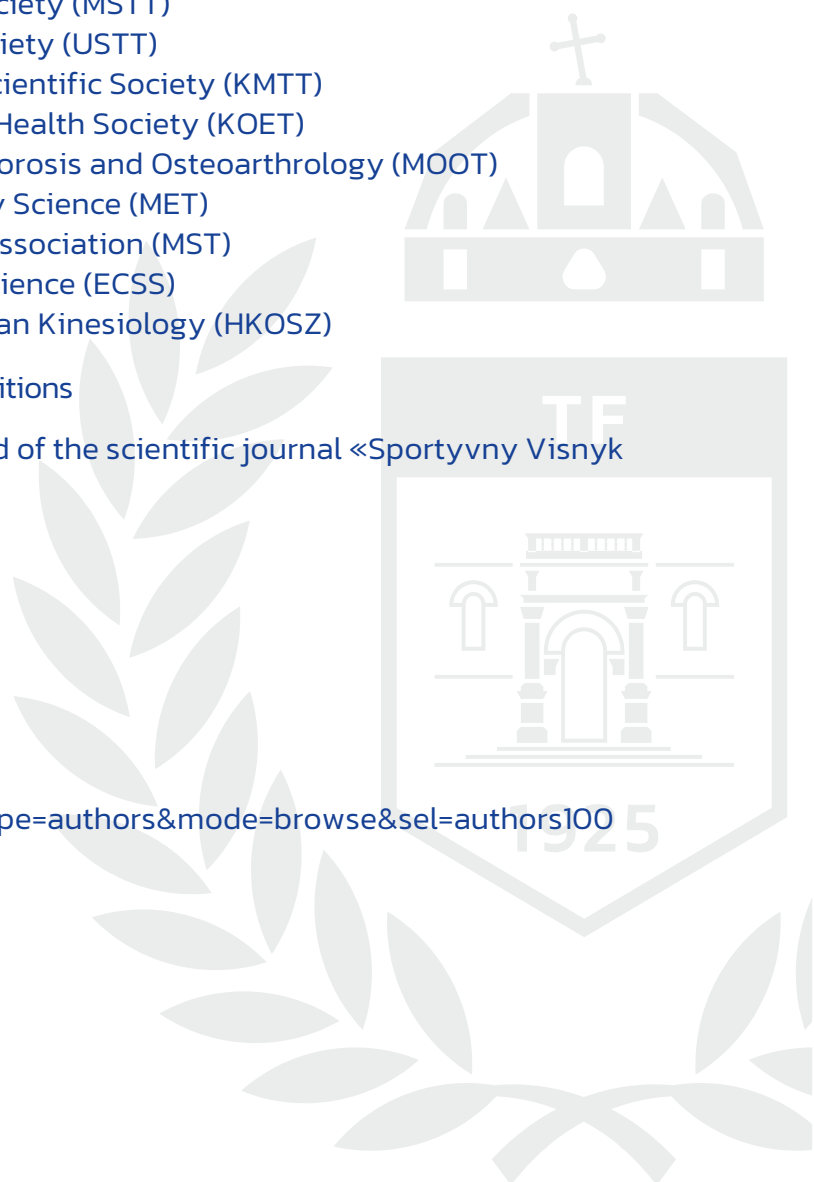 ciety (MSTT)
iety (USTT)
cientific Society (KMTT)
Health Society (KOET)
orosis and Osteoarthrology (MOOT)
Science (MET)
ssociation (MST)
ience (ECSS)
an Kinesiology (HKOSZ)
itions
d of the scientific journal «Sportyvny Visnyk
pe=authors&mode=browse&sel=authors100
TF
1925